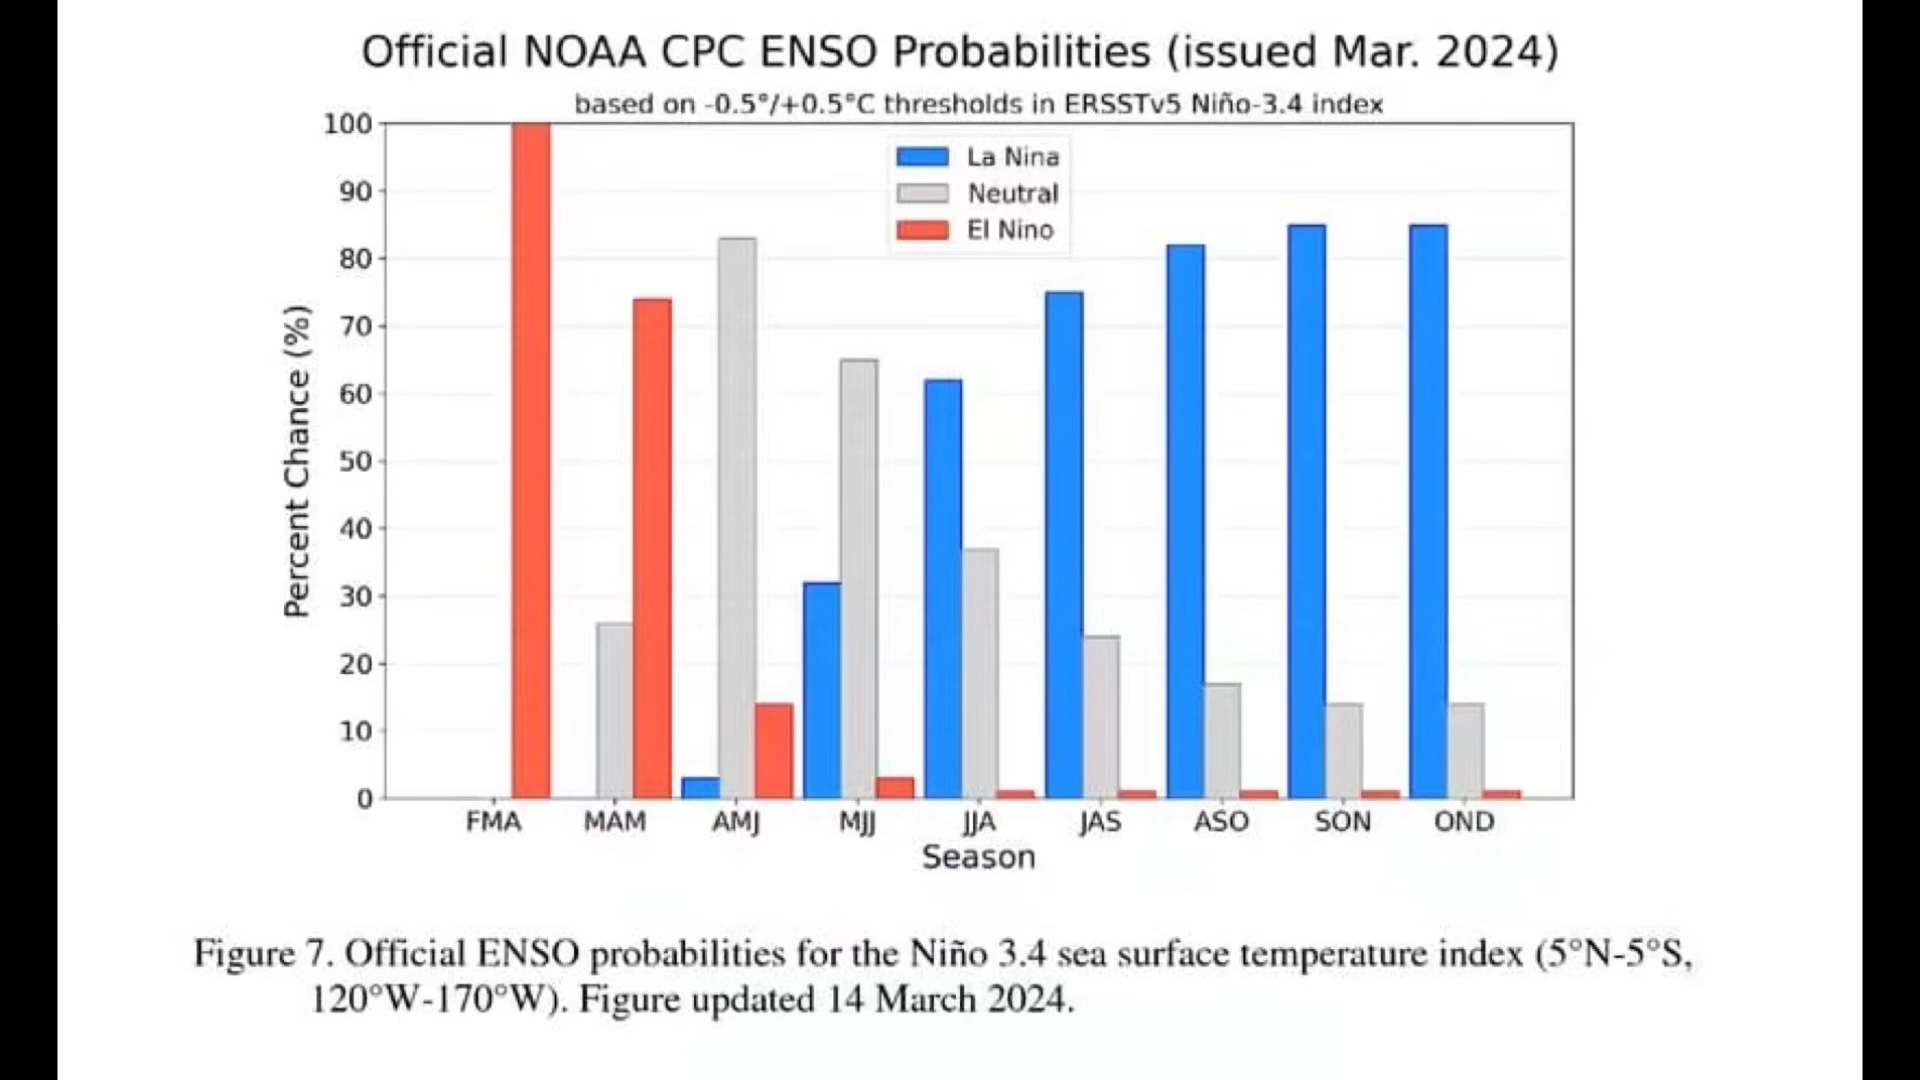 Official NOAA CPC ENSO Probabilities (issued Mar. 2024)
based on -0.5°/+0.5°C thresholds in ERSSTv5 Niño-3.4 index
La Nina
Neutral
El Nino
Percent Chance (%)
100
90
80
70
60
50
40
30
20
10
0
FMA MAM AMJ MJJ JJA JAS ASO SON OND
Season
Figure 7. Official ENSO probabilities for the Niño 3.4 sea surface temperature index (5°N-5°S,
120°W-170°W). Figure updated 14 March 2024.